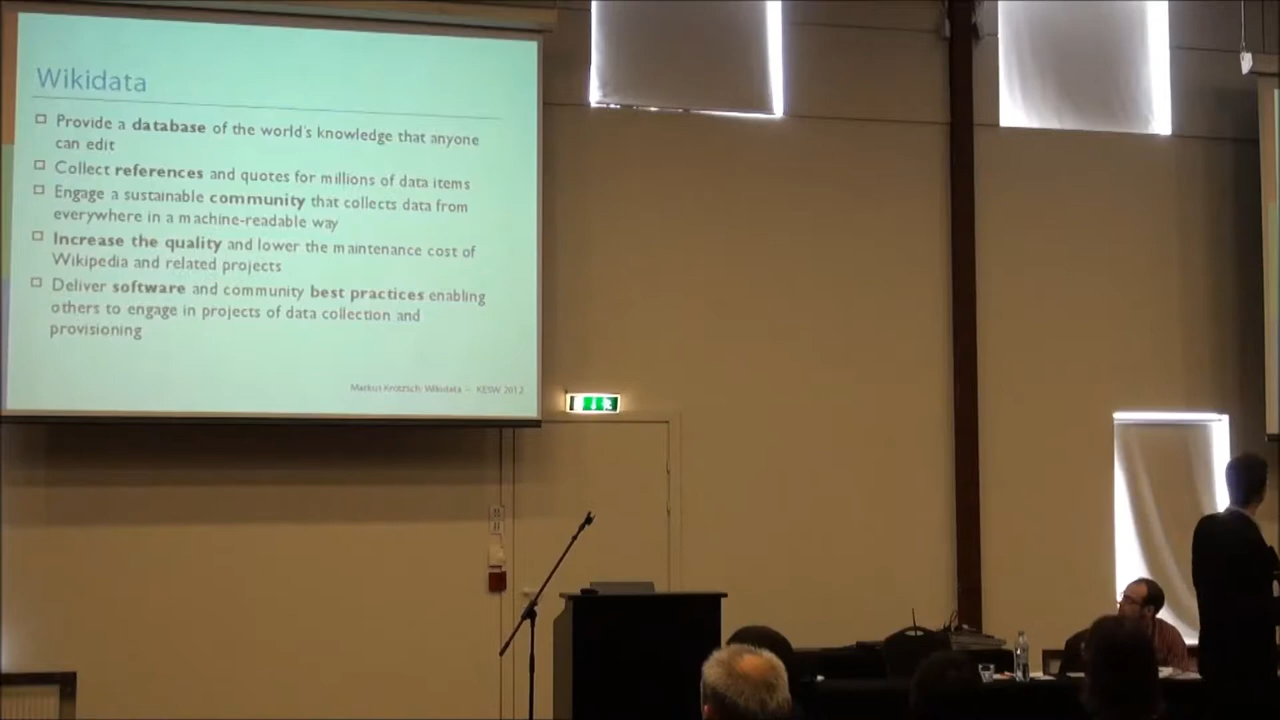 Wikidata
Provide a database of the world's knowledge that anyone
can edit
Collect references and quotes for millions of data items
Engage a sustainable community that collects data from
everywhere in a machine-readable way
Increase the quality and lower the maintenance cost of
Wikipedia and related projects
Deliver software and community best practices enabling
others to engage in projects of data collection and
provisioning
Markus Krötzsch: Wikidata – KESW 2012